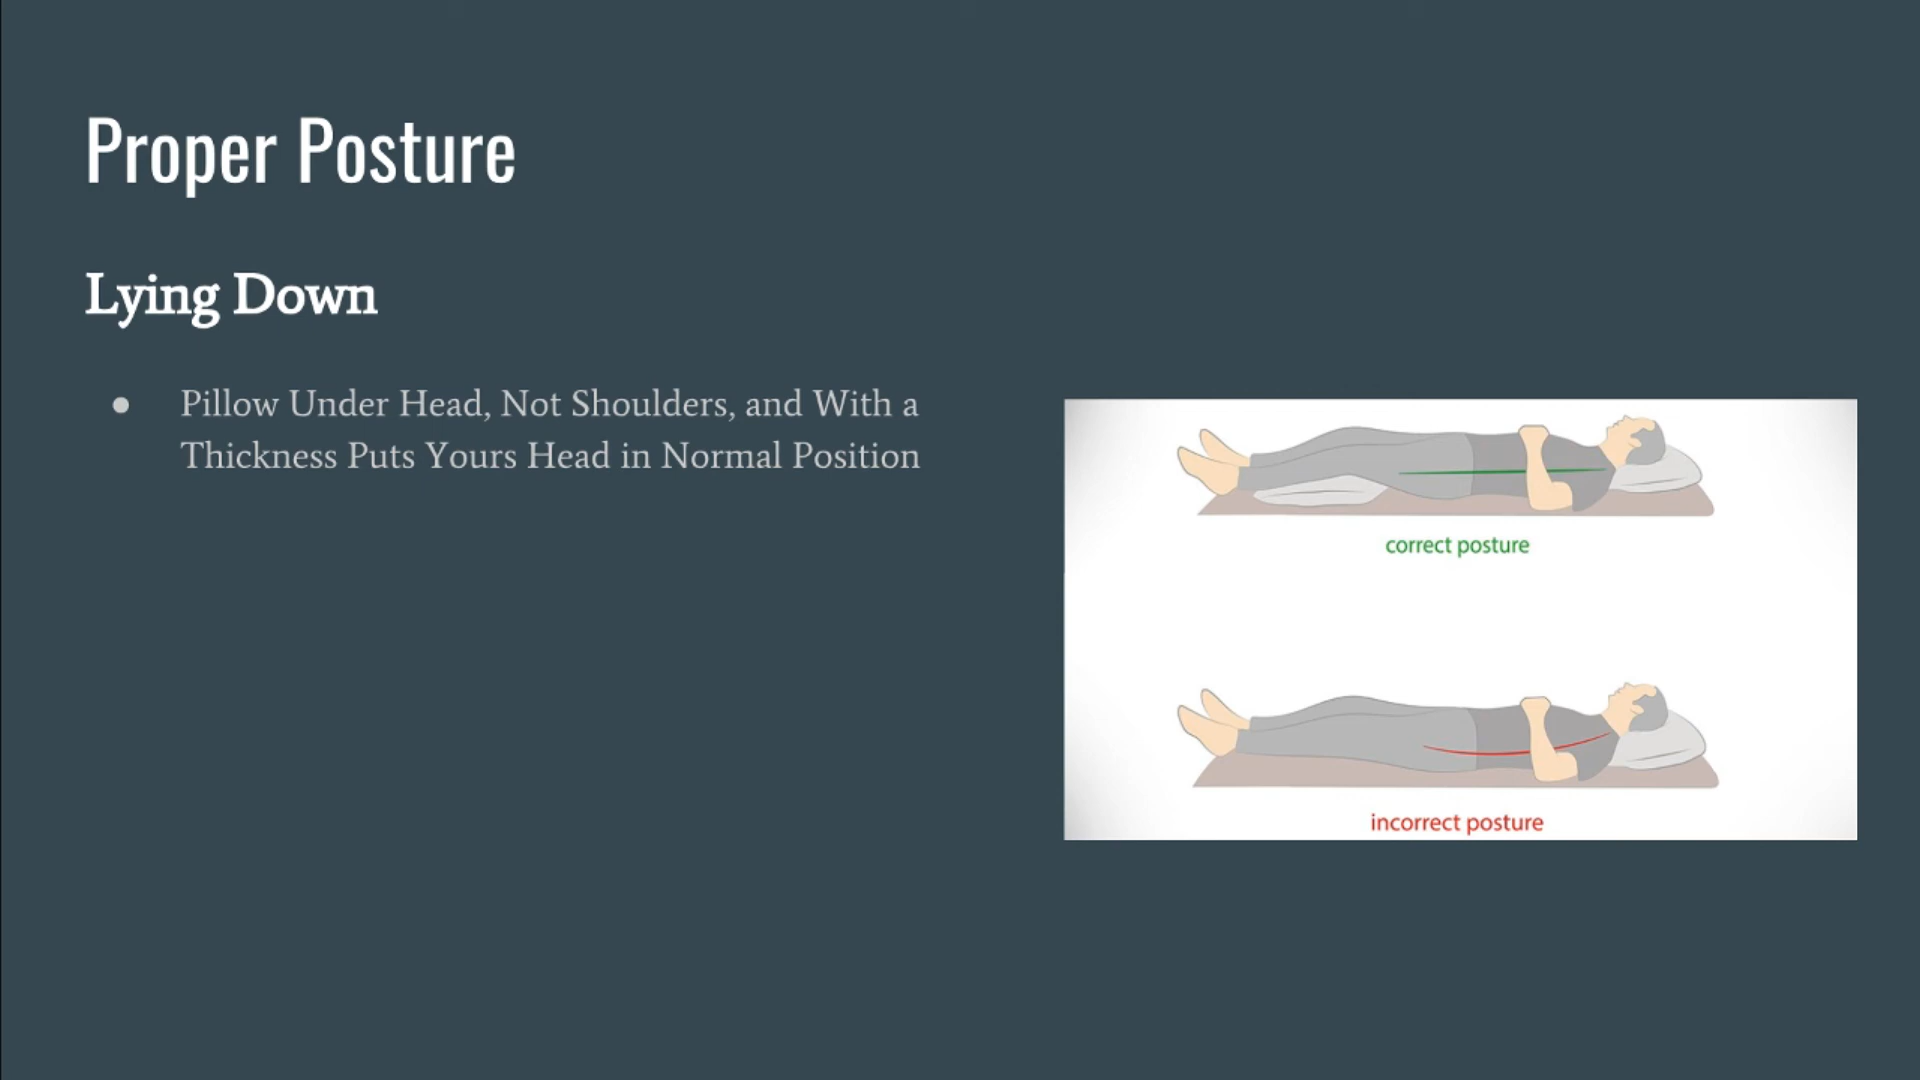 Proper Posture
Lying Down
● Pillow Under Head, Not Shoulders, and With a
Thickness Puts Yours Head in Normal Position
correct posture
incorrect posture